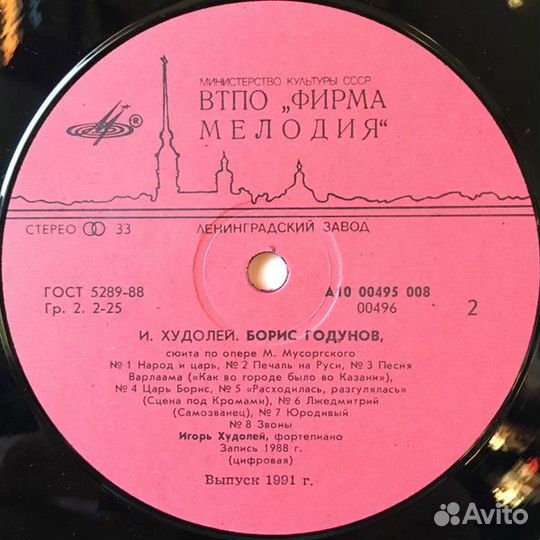 МИНИСТЕРСТВО КУЛЬТУРЫ СССР
ВТПО „ФИРМА
МЕЛОДИЯ“
®
СТЕРЕО 33
ЛЕНИНГРАДСКИЙ ЗАВОД
ГОСТ 5289-88
Гр. 2. 2-25
А10 00495 008
00496
2
И. ХУДОЛЕЙ. БОРИС ГОДУНОВ,
сюита по опере М. Мусоргского
№ 1 Народ и царь, № 2 Печаль на Руси, № 3 Песня
Варлаама («Как во городе было во Казани»),
№ 4 Царь Борис, № 5 «Расходилась, разгулялась»
(Сцена под Кромами), № 6 Лжедмитрий
(Самозванец), № 7 Юродивый
№ 8 Звоны
Игорь Худолей, фортепиано
Запись 1988 г.
(цифровая)
Выпуск 1991 г.
Avito